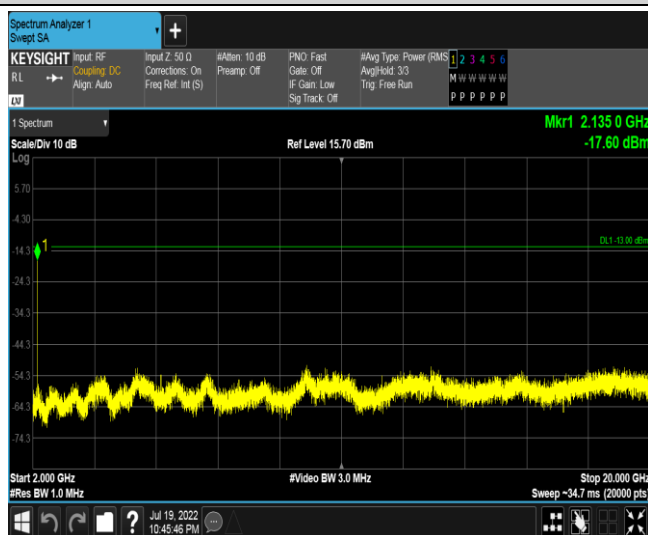 Spectrum Analyzer 1
Swept SA
+
KEYSIGHT Input: RF Input Z: 50 Ω #Atten: 10 dB PNO: Fast #Avg Type: Power (RMS 1 2 3 4 5 6
RL Coupling: DC Corrections: On Preamp: Off Gate: Off Avg|Hold: 3/3 M W W W W W
Align: Auto Freq Ref: Int (S) IF Gain: Low Trig: Free Run
Sig Track: Off P P P P P P
LXI
1 Spectrum Mkr1 2.135 0 GHz
Scale/Div 10 dB Ref Level 15.70 dBm -17.60 dBm
Log
5.70
-4.30
DL1 -13.00 dBm
1
-14.3
-24.3
-34.3
-44.3
-54.3
-64.3
-74.3
Start 2.000 GHz #Video BW 3.0 MHz Stop 20.000 GHz
#Res BW 1.0 MHz Sweep ~34.7 ms (20000 pts)
? Jul 19, 2022
10:45:46 PM